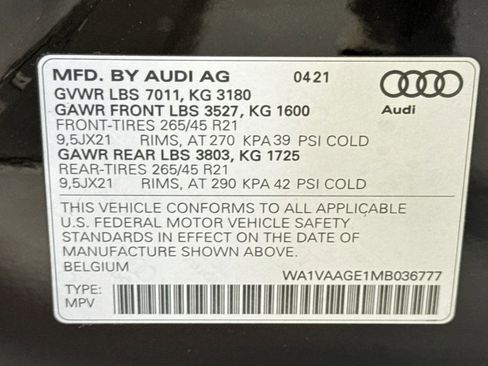 MFD. BY AUDI AG 04 21
GVWR LBS 7011, KG 3180
GAWR FRONT LBS 3527, KG 1600
Audi
FRONT-TIRES 265/45 R21
9,5JX21 RIMS, AT 270 KPA 39 PSI COLD
GAWR REAR LBS 3803, KG 1725
REAR-TIRES 265/45 R21
9,5JX21 RIMS, AT 290 KPA 42 PSI COLD
THIS VEHICLE CONFORMS TO ALL APPLICABLE
U.S. FEDERAL MOTOR VEHICLE SAFETY
STANDARDS IN EFFECT ON THE DATE OF
MANUFACTURE SHOWN ABOVE.
BELGIUM WA1VAAGE1MB036777
TYPE:
MPV